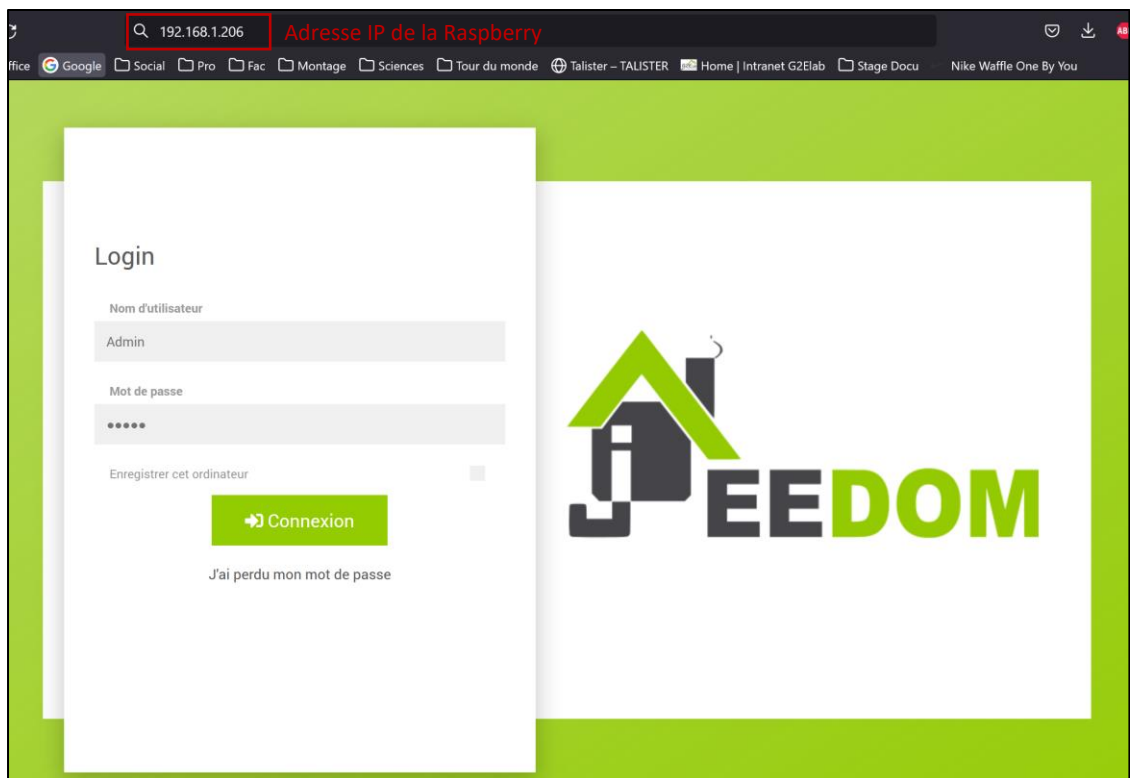 192.168.1.206 Adresse IP de la Raspberry
AB
ffice Google Social Pro Fac Montage Sciences Tour du monde Talister – TALISTER Home | Intranet G2Elab Stage Docu Nike Waffle One By You
Login
Nom d'utilisateur
Admin
Mot de passe
•••••
Enregistrer cet ordinateur
Connexion
J'ai perdu mon mot de passe
JEEDOM